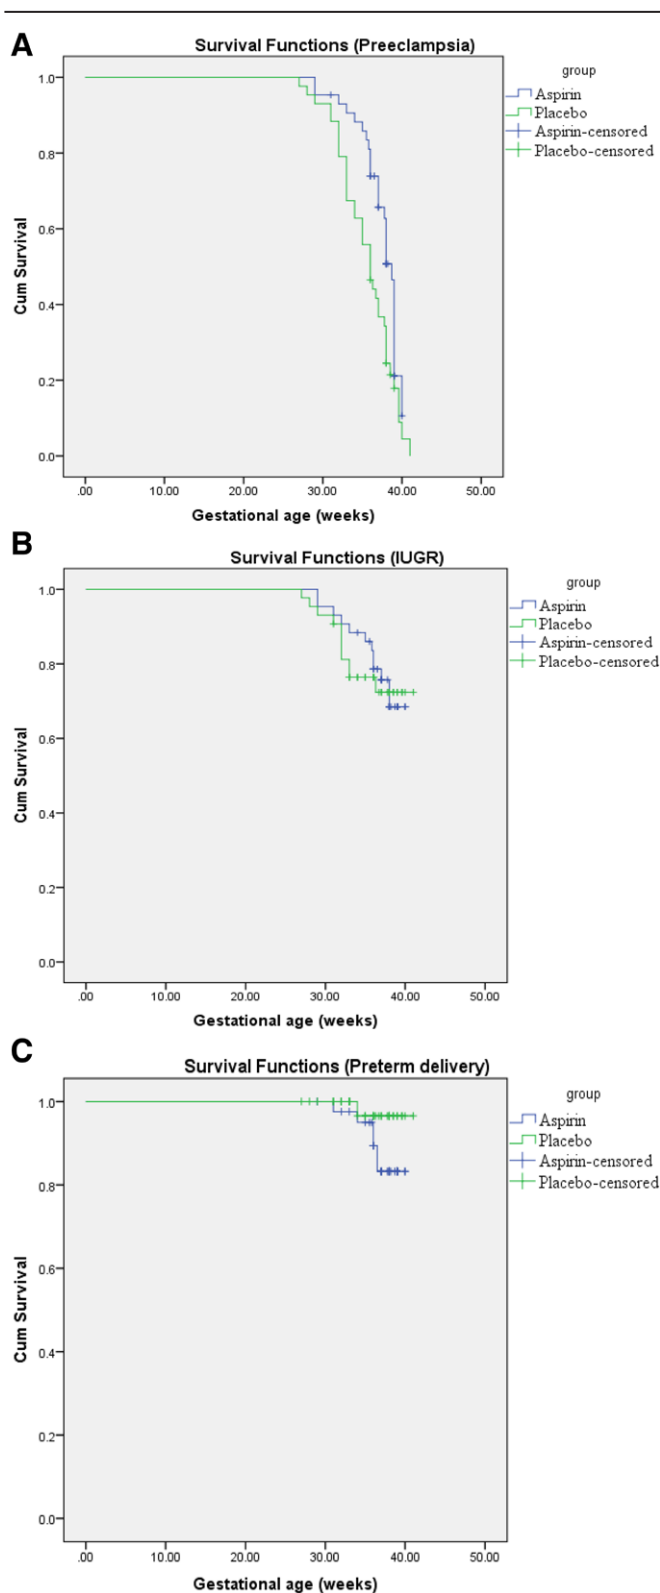 A
Survival Functions (Preeclampsia)
group
Aspirin
Placebo
Aspirin-censored
Placebo-censored
Cum Survival
1.0
0.8
0.6
0.4
0.2
0.0
.00 10.00 20.00 30.00 40.00 50.00
Gestational age (weeks)
B
Survival Functions (IUGR)
group
Aspirin
Placebo
Aspirin-censored
Placebo-censored
Cum Survival
1.0
0.8
0.6
0.4
0.2
0.0
.00 10.00 20.00 30.00 40.00 50.00
Gestational age (weeks)
C
Survival Functions (Preterm delivery)
group
Aspirin
Placebo
Aspirin-censored
Placebo-censored
Cum Survival
1.0
0.8
0.6
0.4
0.2
0.0
.00 10.00 20.00 30.00 40.00 50.00
Gestational age (weeks)